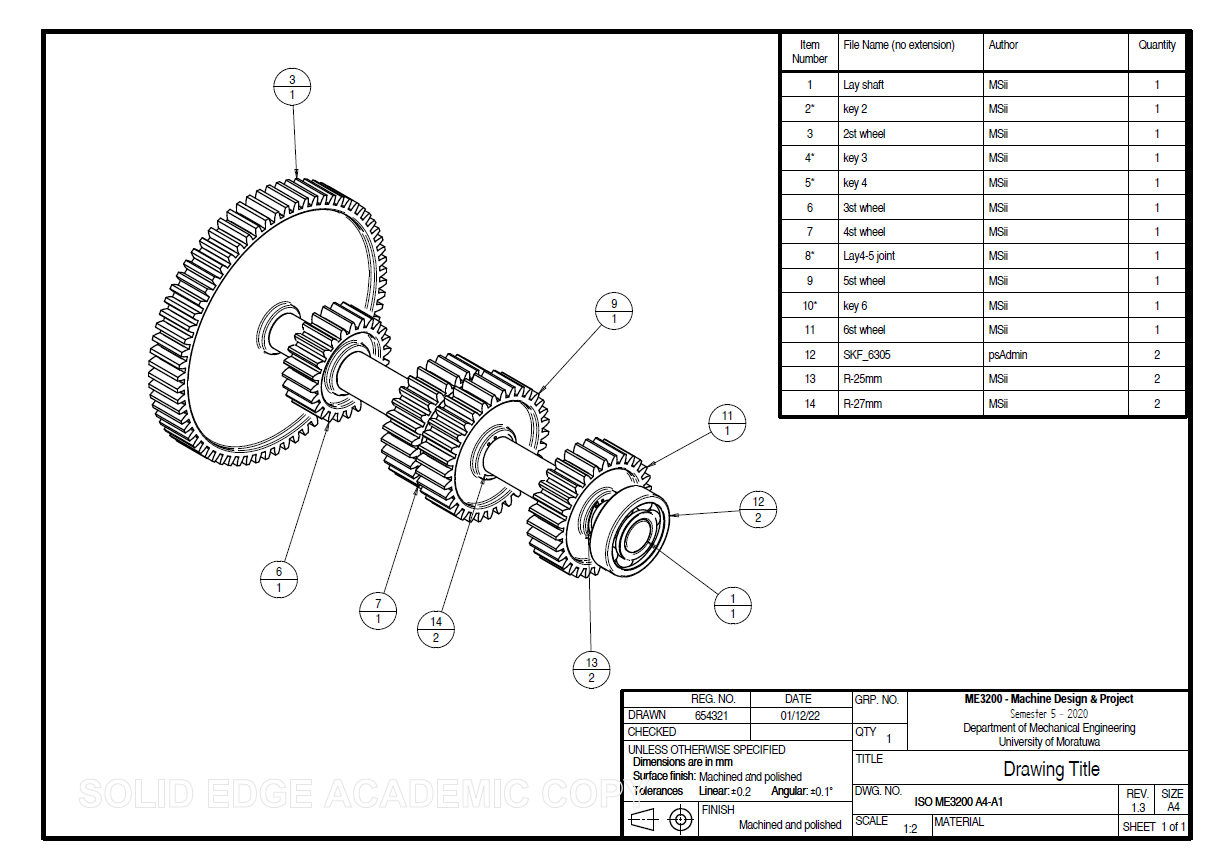 Item Number File Name (no extension) Author Quantity
1 Lay shaft MSii 1
2* key 2 MSii 1
3 2st wheel MSii 1
4* key 3 MSii 1
5* key 4 MSii 1
6 3st wheel MSii 1
7 4st wheel MSii 1
8* Lay4-5 joint MSii 1
9 5st wheel MSii 1
10* key 6 MSii 1
11 6st wheel MSii 1
12 SKF_6305 psAdmin 2
13 R-25mm MSii 2
14 R-27mm MSii 2
3
1
9
1
11
1
12
2
6
1
7
1
14
2
1
1
13
2
REG. NO. DATE
DRAWN 654321 01/12/22
CHECKED
UNLESS OTHERWISE SPECIFIED
Dimensions are in mm
Surface finish: Machined and polished
Tolerances Linear: ±0.2 Angular: ±0.1°
FINISH
Machined and polished
GRP. NO.
QTY 1
ME3200 - Machine Design & Project
Semester 5 - 2020
Department of Mechanical Engineering
University of Moratuwa
TITLE
Drawing Title
DWG. NO.
ISO ME3200 A4-A1
REV.
1.3
SIZE
A4
SCALE 1:2
MATERIAL
SHEET 1 of 1
SOLID EDGE ACADEMIC COPY